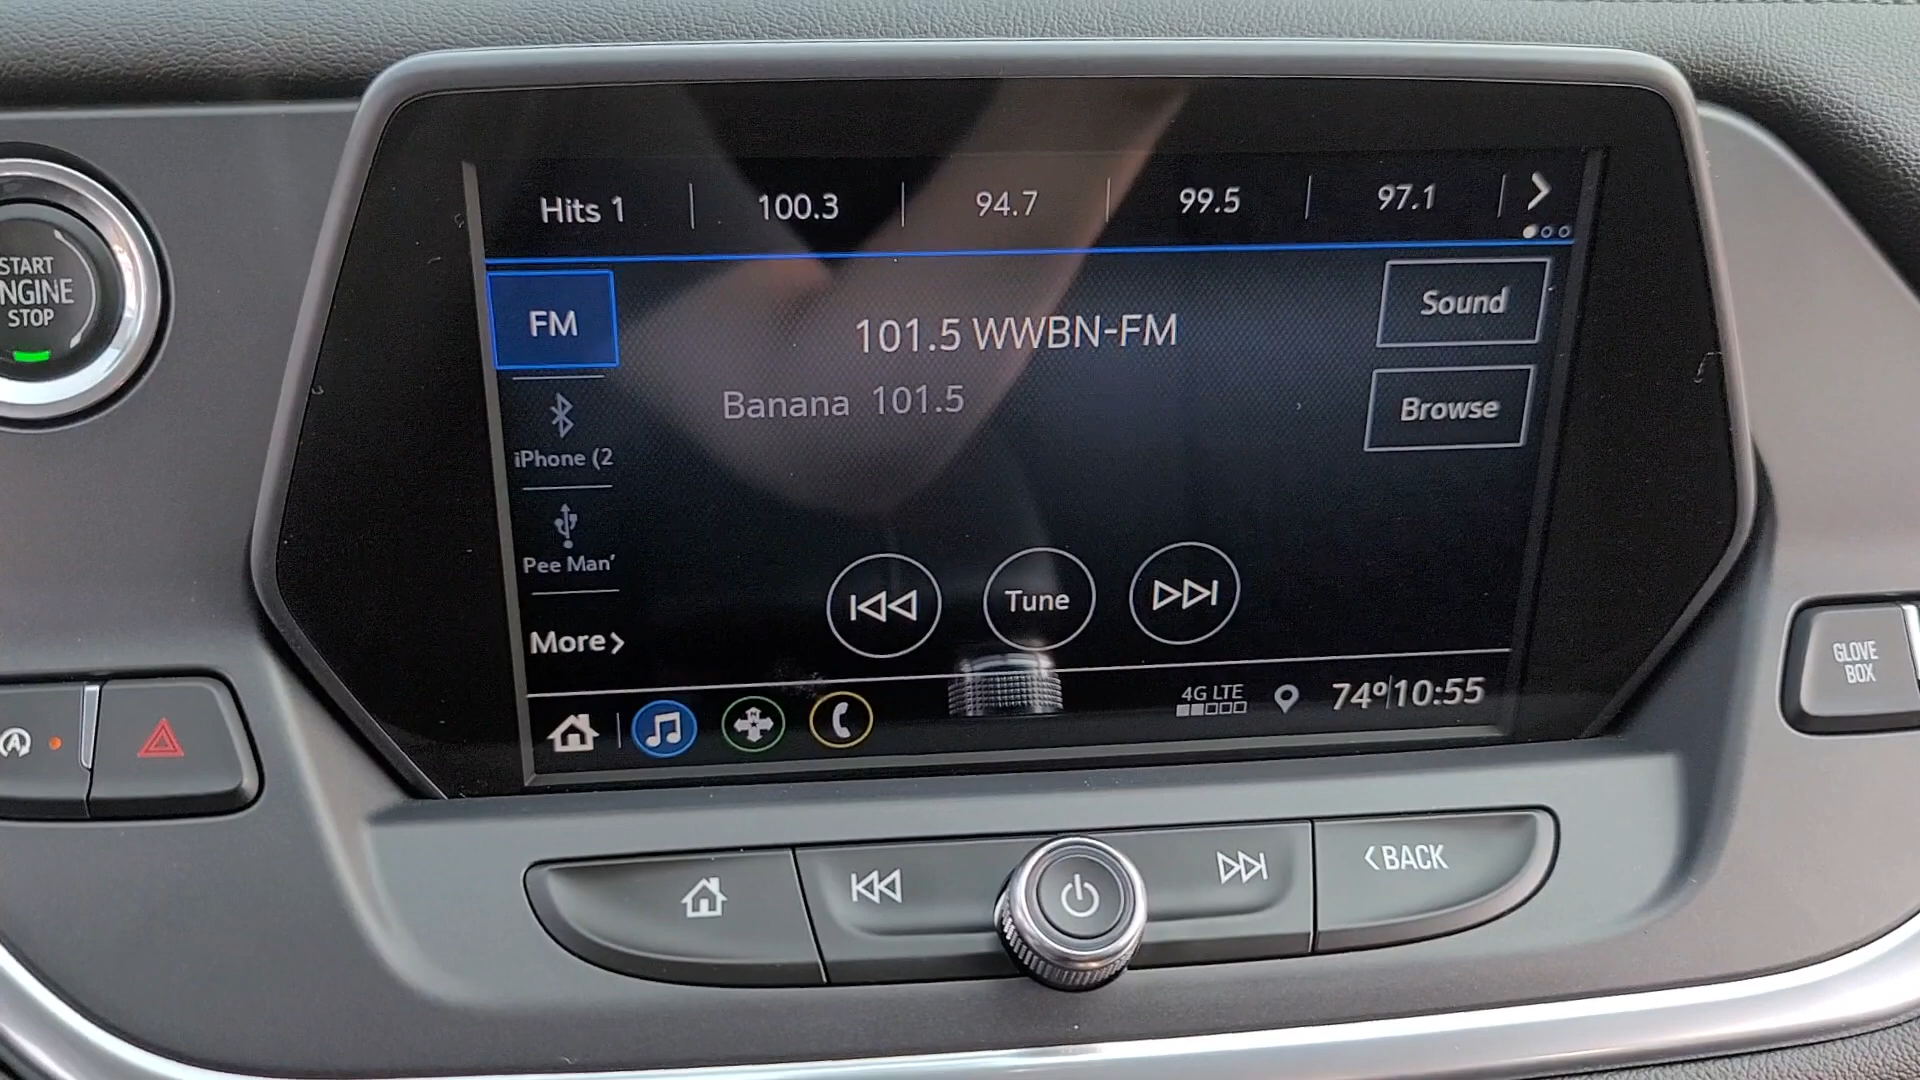 Hits 1
100.3
94.7
99.5
97.1
FM
101.5 WWBN-FM
Sound
Banana 101.5
Browse
iPhone (2
Pee Man'
More
Tune
4G LTE
74° 10:55
START
ENGINE
STOP
A
GLOVE
BOX
BACK